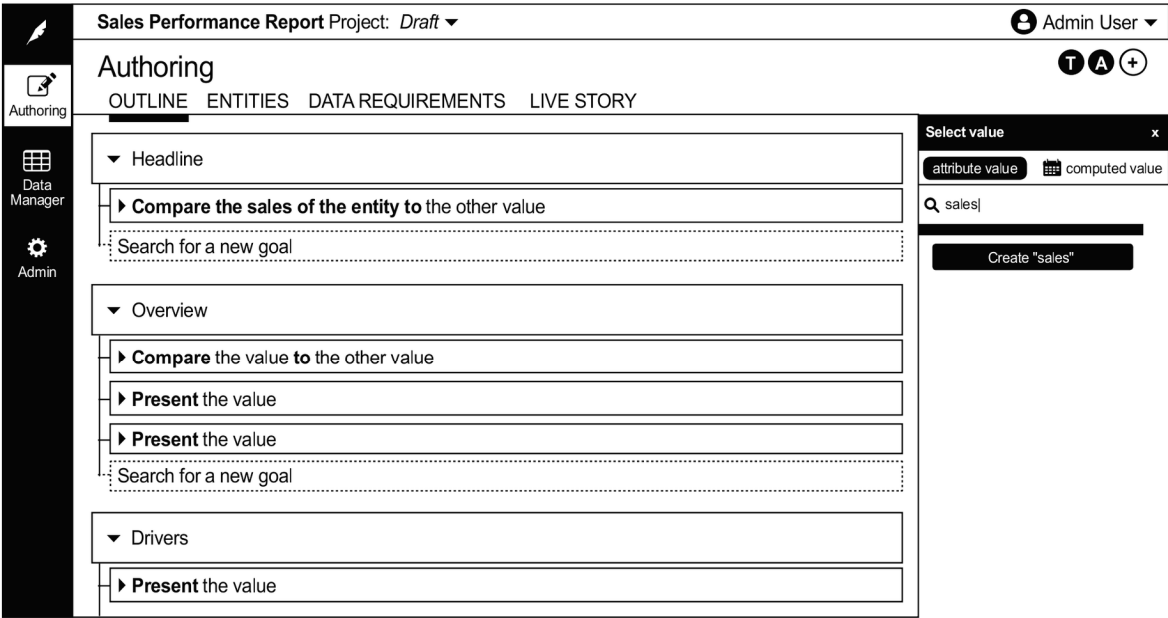 Sales Performance Report Project: Draft
Admin User
Authoring
T A +
OUTLINE ENTITIES DATA REQUIREMENTS LIVE STORY
Authoring
Data
Manager
Admin
Headline
Compare the sales of the entity to the other value
Search for a new goal
Overview
Compare the value to the other value
Present the value
Present the value
Search for a new goal
Drivers
Present the value
Select value x
attribute value computed value
sales
Create "sales"